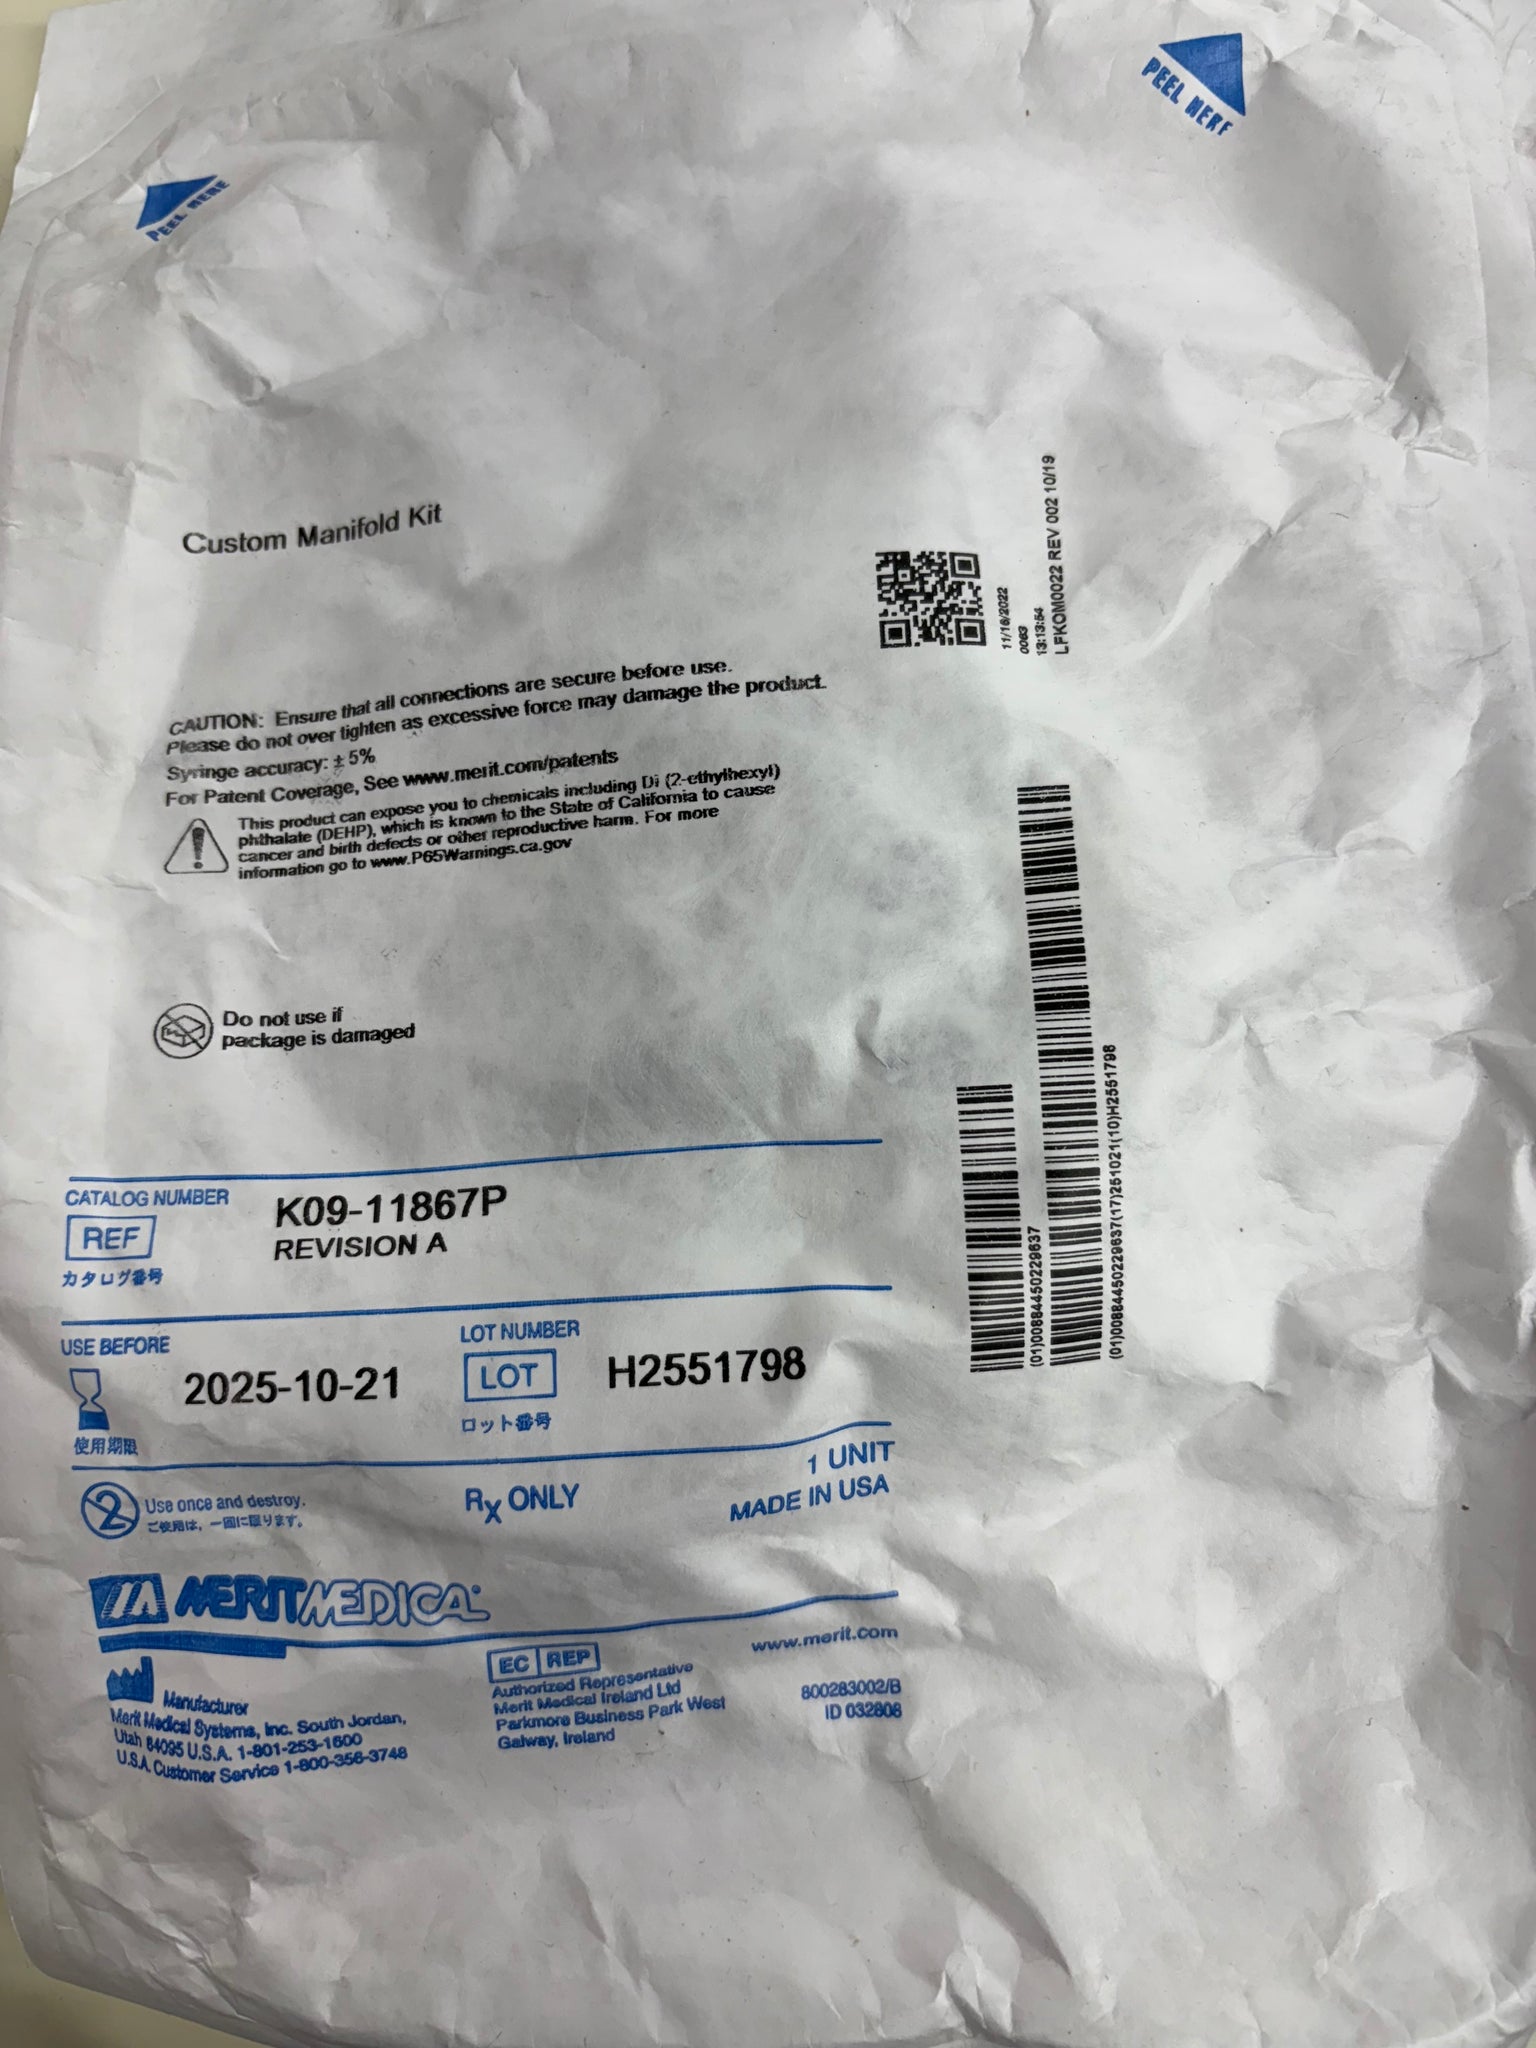 PEEL HERE
PEEL HERE
Custom Manifold Kit
11/16/2022
0063
13:13:54
LFKOM0022 REV 002 10/19
CAUTION: Ensure that all connections are secure before use.
Please do not over tighten as excessive force may damage the product.
Syringe accuracy: ± 5%
For Patent Coverage, See www.merit.com/patents
This product can expose you to chemicals including Di (2-ethylhexyl)
phthalate (DEHP), which is known to the State of California to cause
cancer and birth defects or other reproductive harm. For more
information go to www.P65Warnings.ca.gov
Do not use if
package is damaged
(01)00884450229637
(01)00884450229637(17)251021(10)H2551798
CATALOG NUMBER
REF
カタログ番号
K09-11867P
REVISION A
USE BEFORE
使用期限
2025-10-21
LOT NUMBER
LOT
ロット番号
H2551798
2
Use once and destroy.
ご使用は、一回に限ります。
Rx ONLY
1 UNIT
MADE IN USA
MERITMEDICAL®
www.merit.com
Manufacturer
Merit Medical Systems, Inc. South Jordan,
Utah 84095 U.S.A. 1-801-253-1600
U.S.A. Customer Service 1-800-356-3748
EC REP
Authorized Representative
Merit Medical Ireland Ltd
Parkmore Business Park West
Galway, Ireland
800283002/B
ID 032808